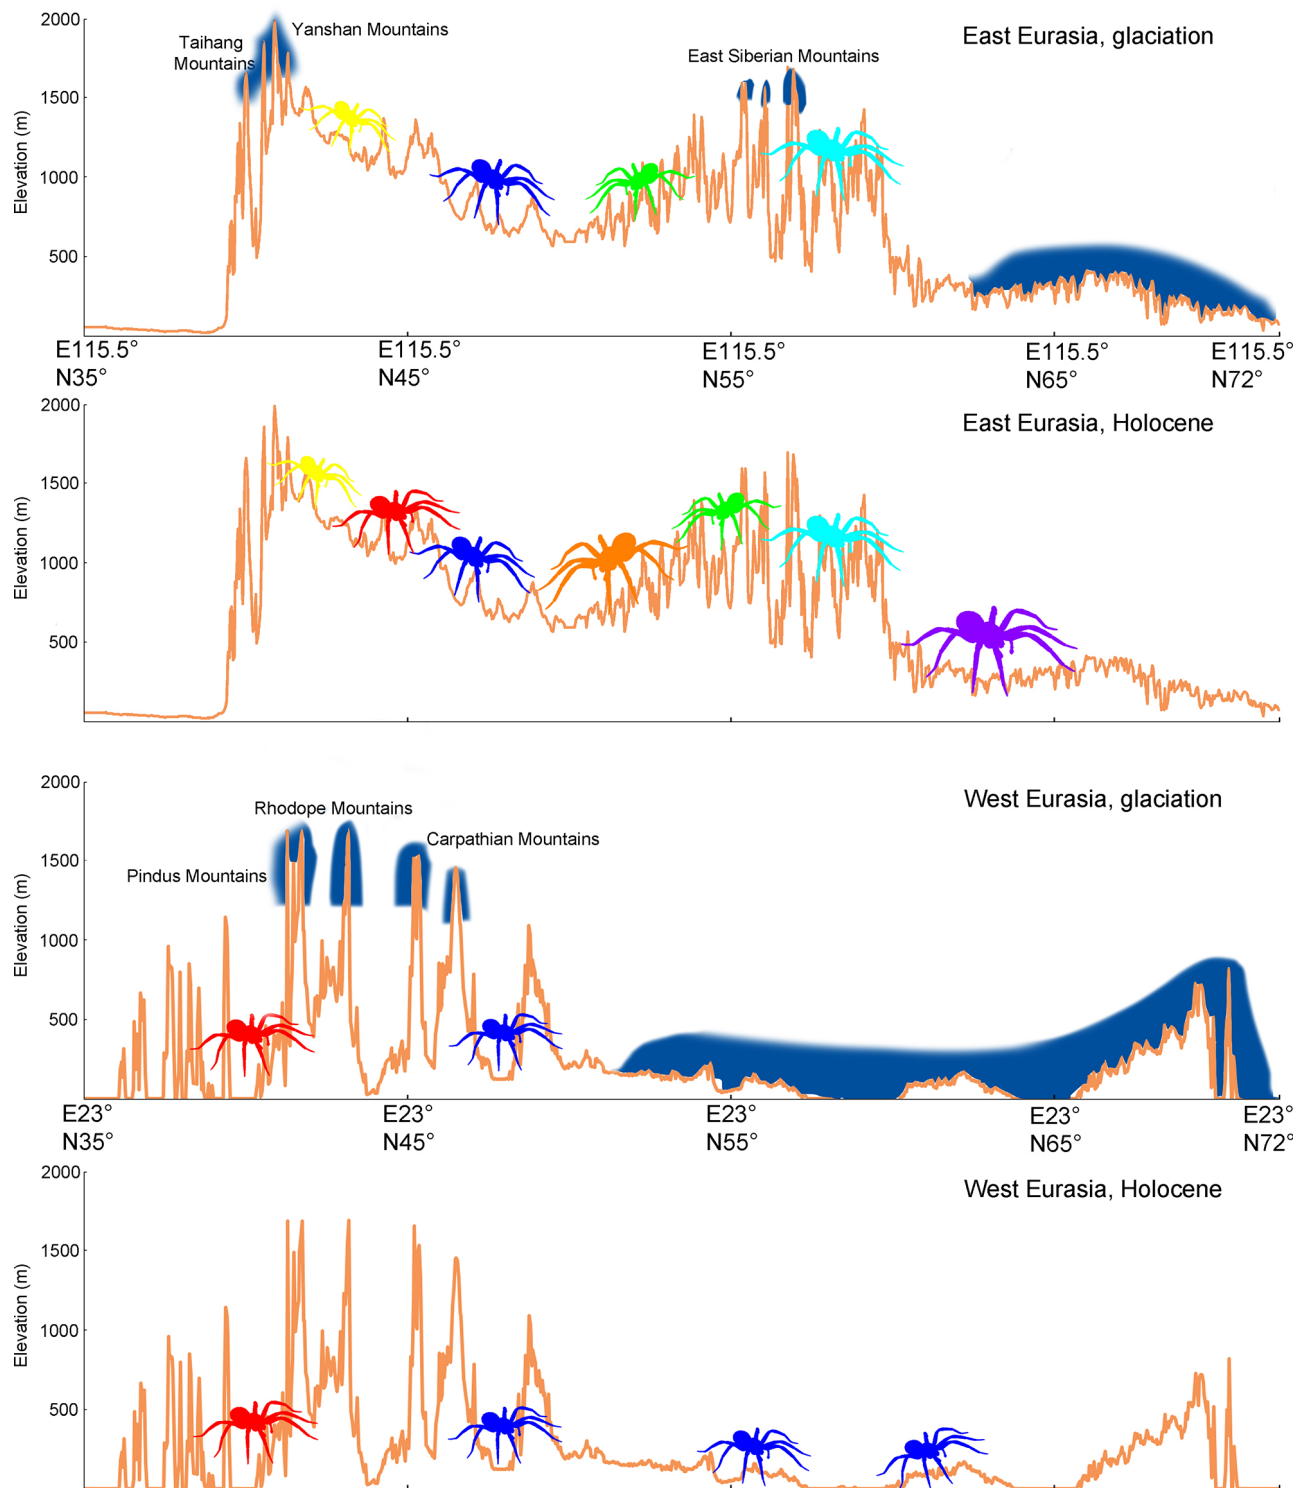 2000
Yanshan Mountains
East Eurasia, glaciation
Taihang
Mountains
East Siberian Mountains
1500
Elevation (m)
1000
500
E115.5° E115.5° E115.5° E115.5° E115.5°
N35° N45° N55° N65° N72°
2000
East Eurasia, Holocene
1500
Elevation (m)
1000
500
2000
West Eurasia, glaciation
Rhodope Mountains
Carpathian Mountains
1500
Pindus Mountains
Elevation (m)
1000
500
E23° E23° E23° E23° E23°
N35° N45° N55° N65° N72°
2000
West Eurasia, Holocene
1500
Elevation (m)
1000
500